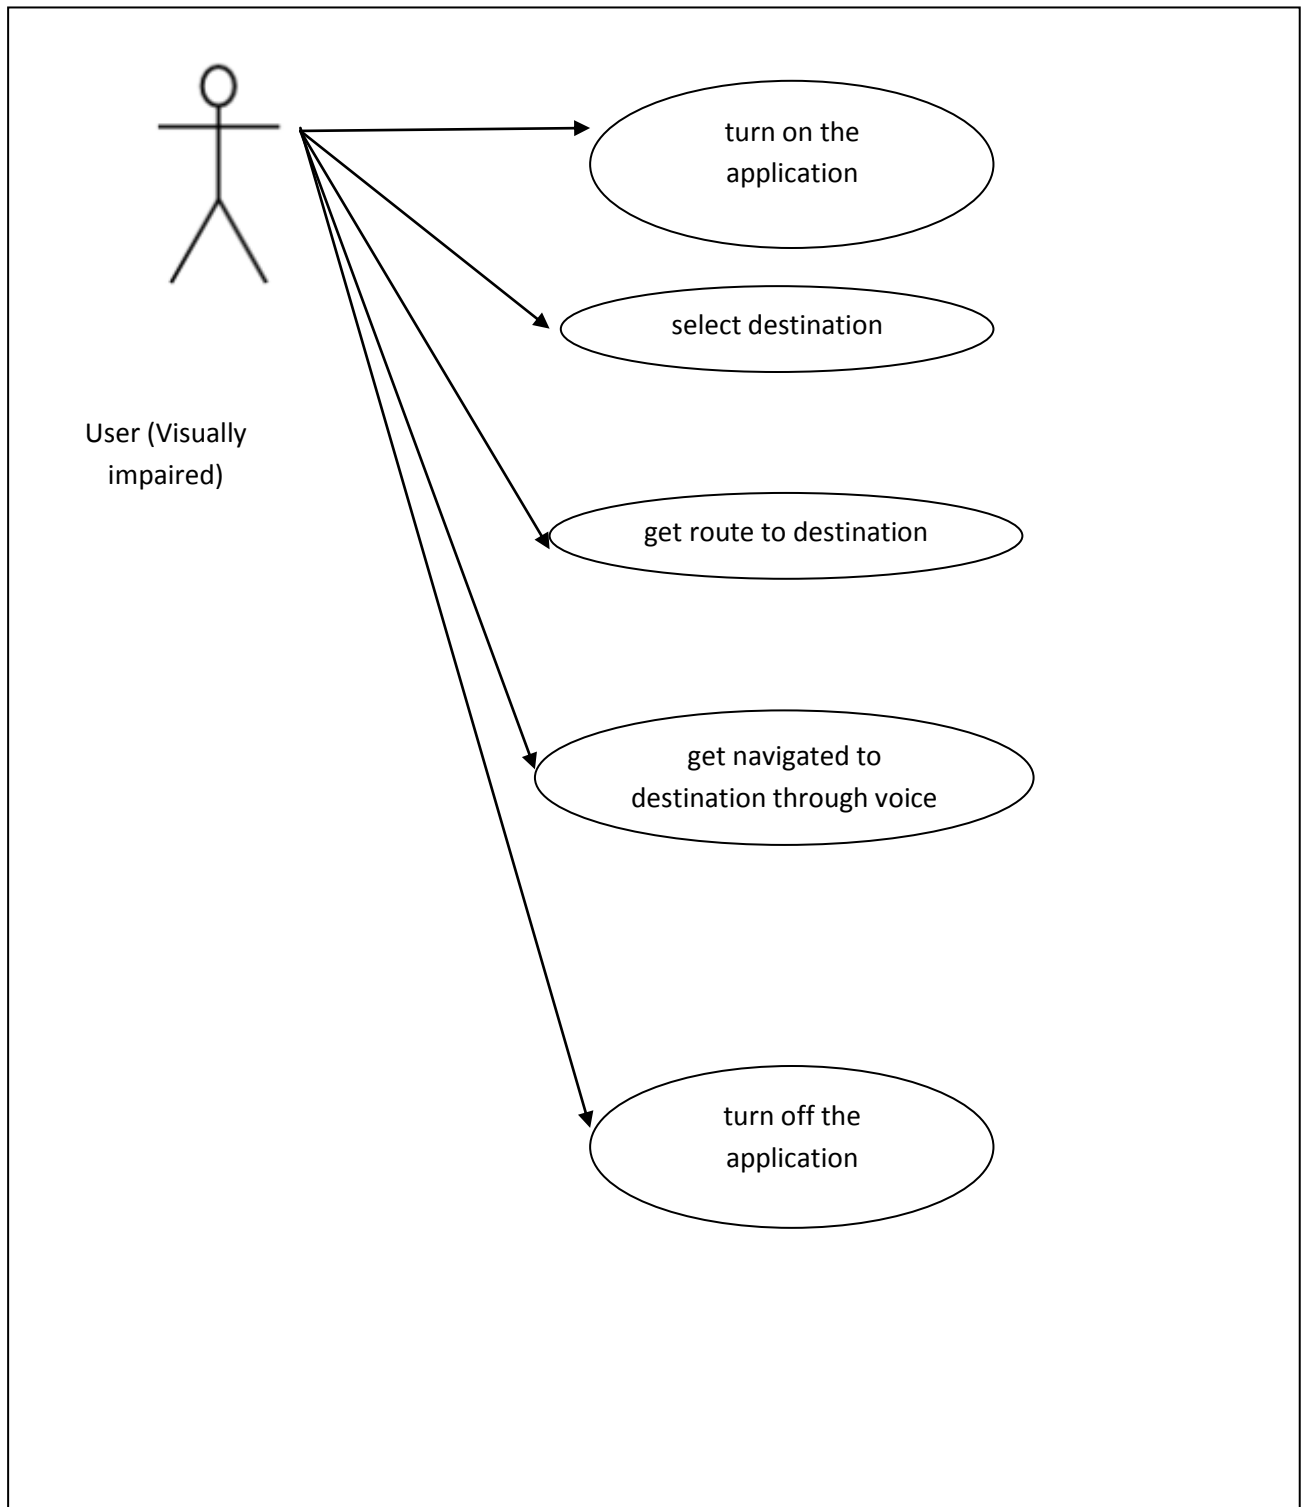 turn on the
application
select destination
User (Visually
impaired)
get route to destination
get navigated to
destination through voice
turn off the
application